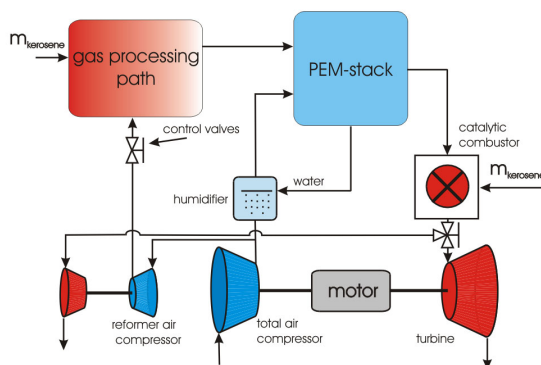 mkerosene
gas processing
path
PEM-stack
control valves
catalytic
combustor
mkerosene
water
humidifier
motor
reformer air
compressor
total air
compressor
turbine